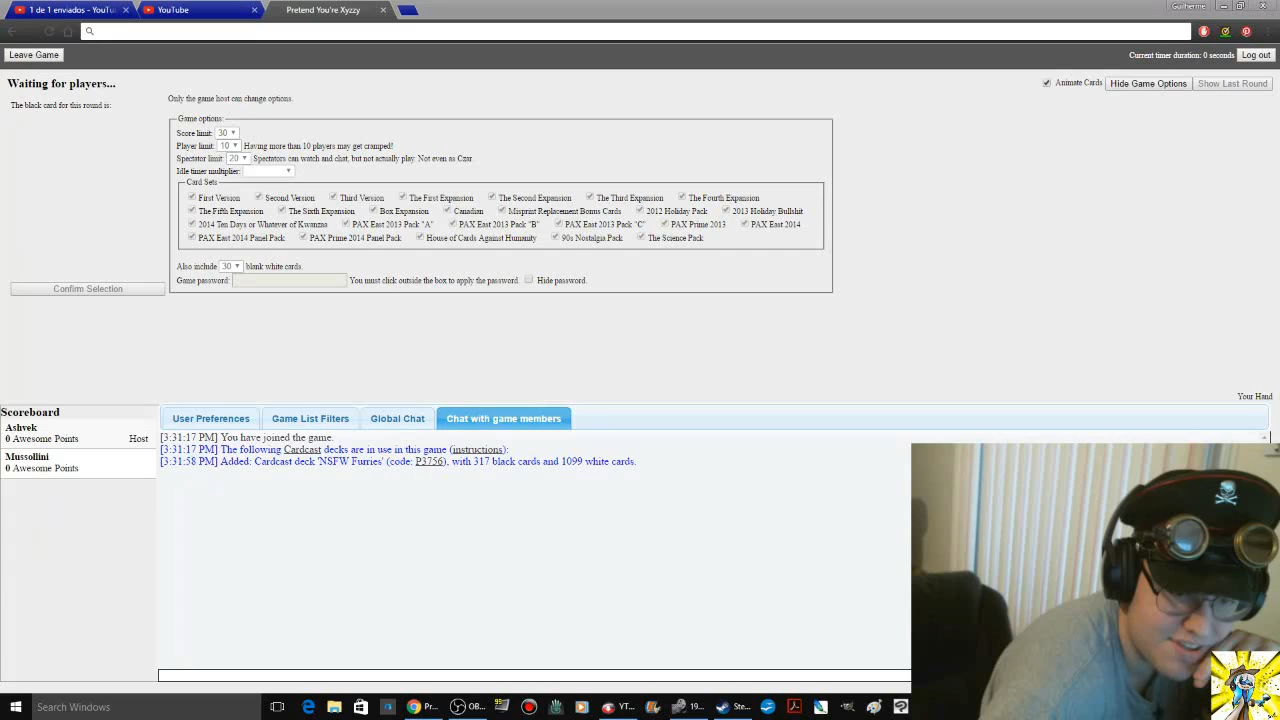 1 de 1 enviados - YouTu
YouTube
Pretend You're Xyzzy
Guilherme
Leave Game
Current timer duration: 0 seconds
Log out
Waiting for players...
Animate Cards
Hide Game Options
Show Last Round
The black card for this round is:
Only the game host can change options.
Game options:
Score limit: 30
Player limit: 10 Having more than 10 players may get cramped!
Spectator limit: 20 Spectators can watch and chat, but not actually play. Not even as Czar.
Idle timer multiplier:
Card Sets
First Version Second Version Third Version The First Expansion The Second Expansion The Third Expansion The Fourth Expansion
The Fifth Expansion The Sixth Expansion Box Expansion Canadian Misprint Replacement Bonus Cards 2012 Holiday Pack 2013 Holiday Bullshit
2014 Ten Days or Whatever of Kwanzaa PAX East 2013 Pack "A" PAX East 2013 Pack "B" PAX East 2013 Pack "C" PAX Prime 2013 PAX East 2014
PAX East 2014 Panel Pack PAX Prime 2014 Panel Pack House of Cards Against Humanity 90s Nostalgia Pack The Science Pack
Also include 30 blank white cards.
Game password: You must click outside the box to apply the password. Hide password.
Confirm Selection
Your Hand
Scoreboard
Ashvek
0 Awesome Points Host
Mussollini
0 Awesome Points
User Preferences
Game List Filters
Global Chat
Chat with game members
[3:31:17 PM] You have joined the game.
[3:31:17 PM] The following Cardcast decks are in use in this game (instructions):
[3:31:58 PM] Added: Cardcast deck 'NSFW Furries' (code: P3756), with 317 black cards and 1099 white cards.
Search Windows
Pr...
OB...
YT...
19...
Ste...